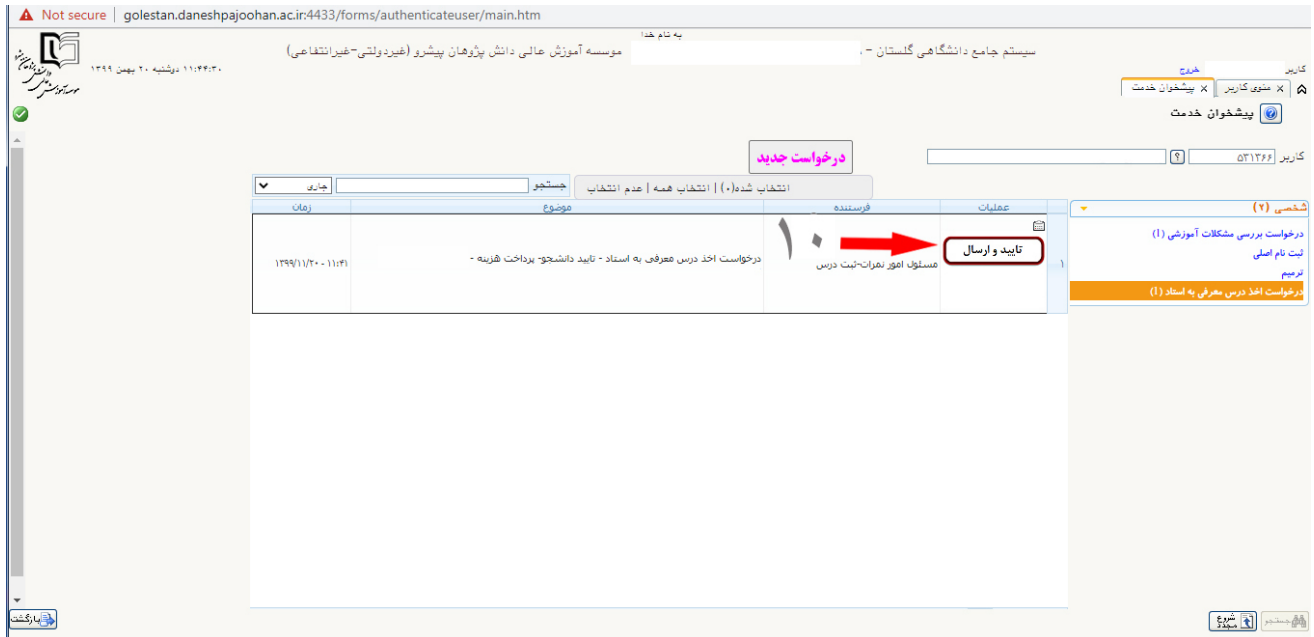 Not secure | golestan.daneshpajoohan.ac.ir:4433/forms/authenticateuser/main.htm
به نام خدا
سیستم جامع دانشگاهی گلستان -
موسسه آموزش عالی دانش پژوهان پیشرو (غیردولتی-غیرانتفاعی)
۱۱:۴۴:۳۰ دوشنبه ۲۰ بهمن ۱۳۹۹
کاربر
خروج
منوی کاربر x
پیشخوان خدمت x
پیشخوان خدمت
کاربر ۵۳۱۳۶۶
درخواست جدید
انتخاب شده(۰) | انتخاب همه | عدم انتخاب
جستجو
جاری
شخصی (۲)
درخواست بررسی مشکلات آموزشی (۱)
ثبت نام اصلی
ترمیم
درخواست اخذ درس معرفی به استاد (۱)
عملیات فرستنده موضوع زمان
۱
تایید و ارسال
۱۰
مسئول امور نمرات-ثبت درس
درخواست اخذ درس معرفی به استاد - تایید دانشجو- پرداخت هزینه -
۱۳۹۹/۱۱/۲۰ - ۱۱:۴۱
جستجو
شروع مجدد
بازگشت